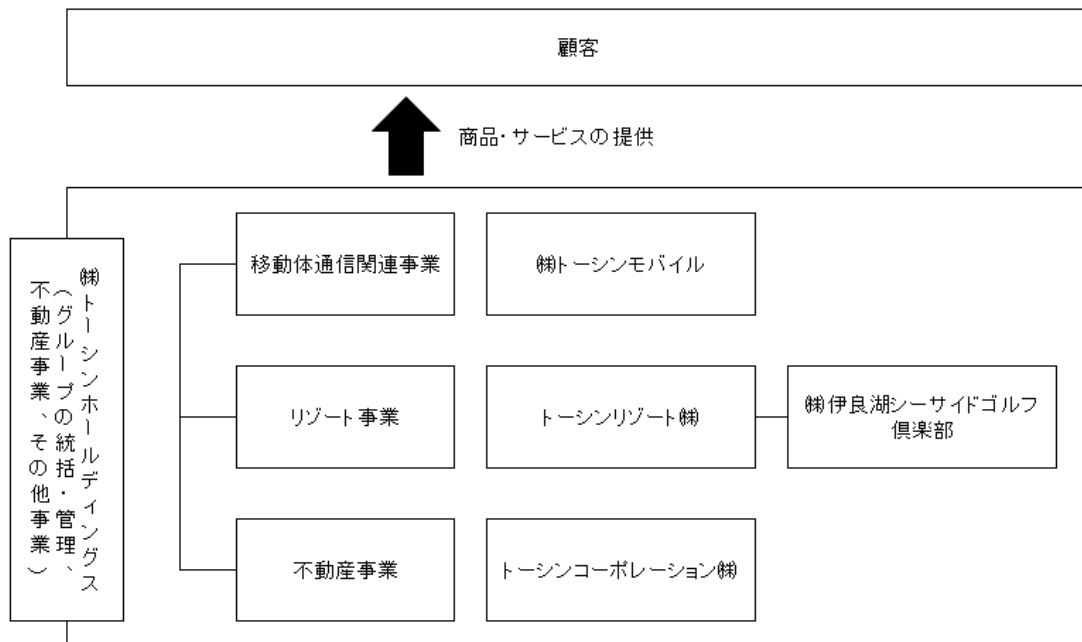 顧客
商品・サービスの提供
㈱トーシンホールディングス
（グループの統括・管理、
不動産事業、その他事業）
移動体通信関連事業
㈱トーシンモバイル
リゾート事業
トーシンリゾート㈱
㈱伊良湖シーサイドゴルフ
倶楽部
不動産事業
トーシンコーポレーション㈱